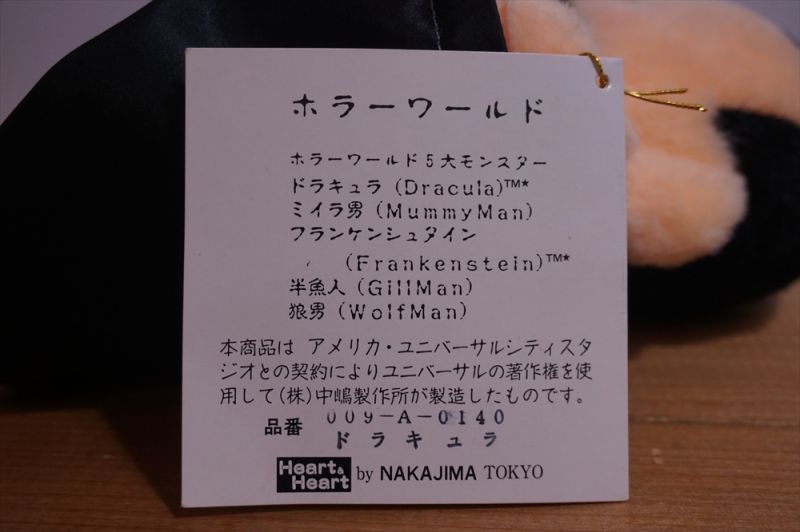 ホラーワールド
ホラーワールド5大モンスター
ドラキュラ (Dracula)™*
ミイラ男 (MummyMan)
フランケンシュタイン
(Frankenstein)™*
半魚人 (GillMan)
狼男 (WolfMan)
本商品は アメリカ・ユニバーサルシティスタ
ジオとの契約によりユニバーサルの著作権を使
用して(株)中嶋製作所が製造したものです。
品番 009-A-0140
ドラキュラ
Heart & Heart by NAKAJIMA TOKYO